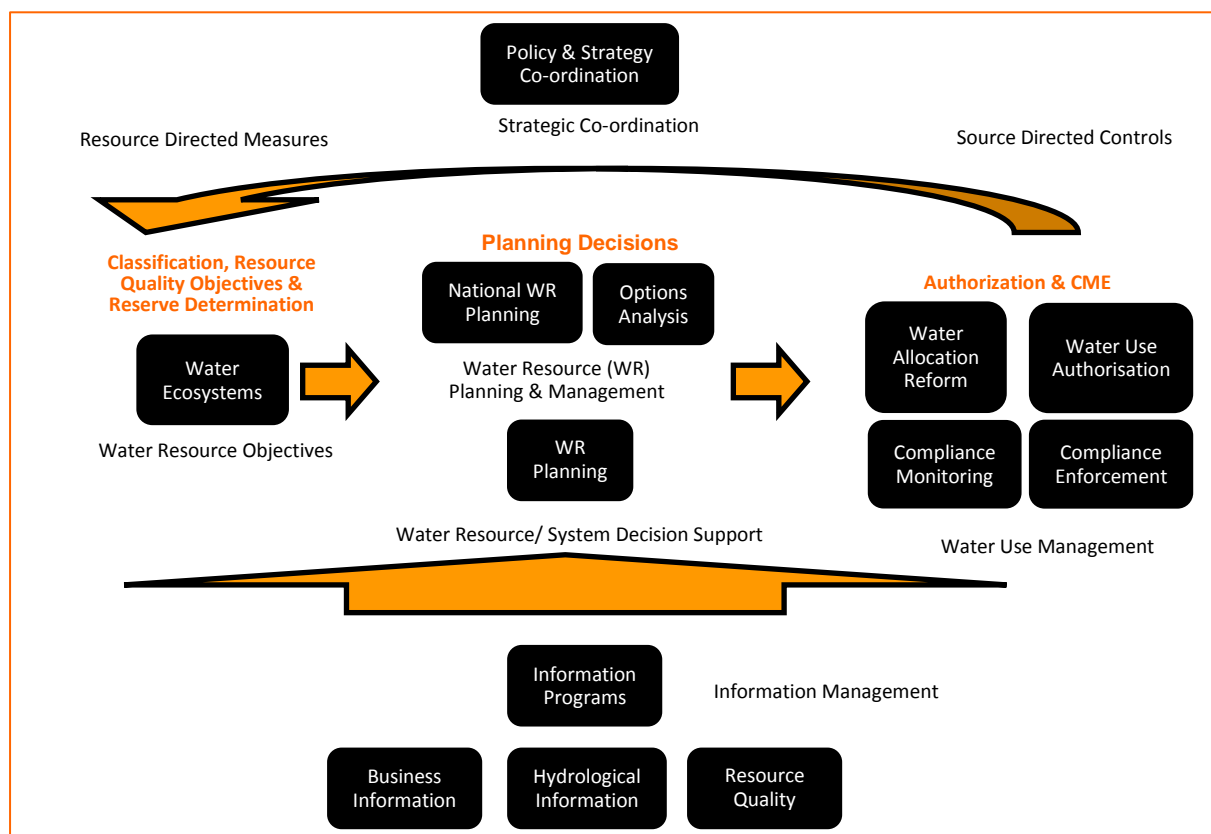 Policy & Strategy
Co-ordination
Strategic Co-ordination
Resource Directed Measures
Source Directed Controls
Planning Decisions
Classification, Resource
Quality Objectives &
Reserve Determination
Authorization & CME
National WR
Planning
Options
Analysis
Water
Ecosystems
Water Resource (WR)
Planning & Management
Water
Allocation
Reform
Water Use
Authorisation
Water Resource Objectives
WR
Planning
Compliance
Monitoring
Compliance
Enforcement
Water Resource/ System Decision Support
Water Use Management
Information
Programs
Information Management
Business
Information
Hydrological
Information
Resource
Quality